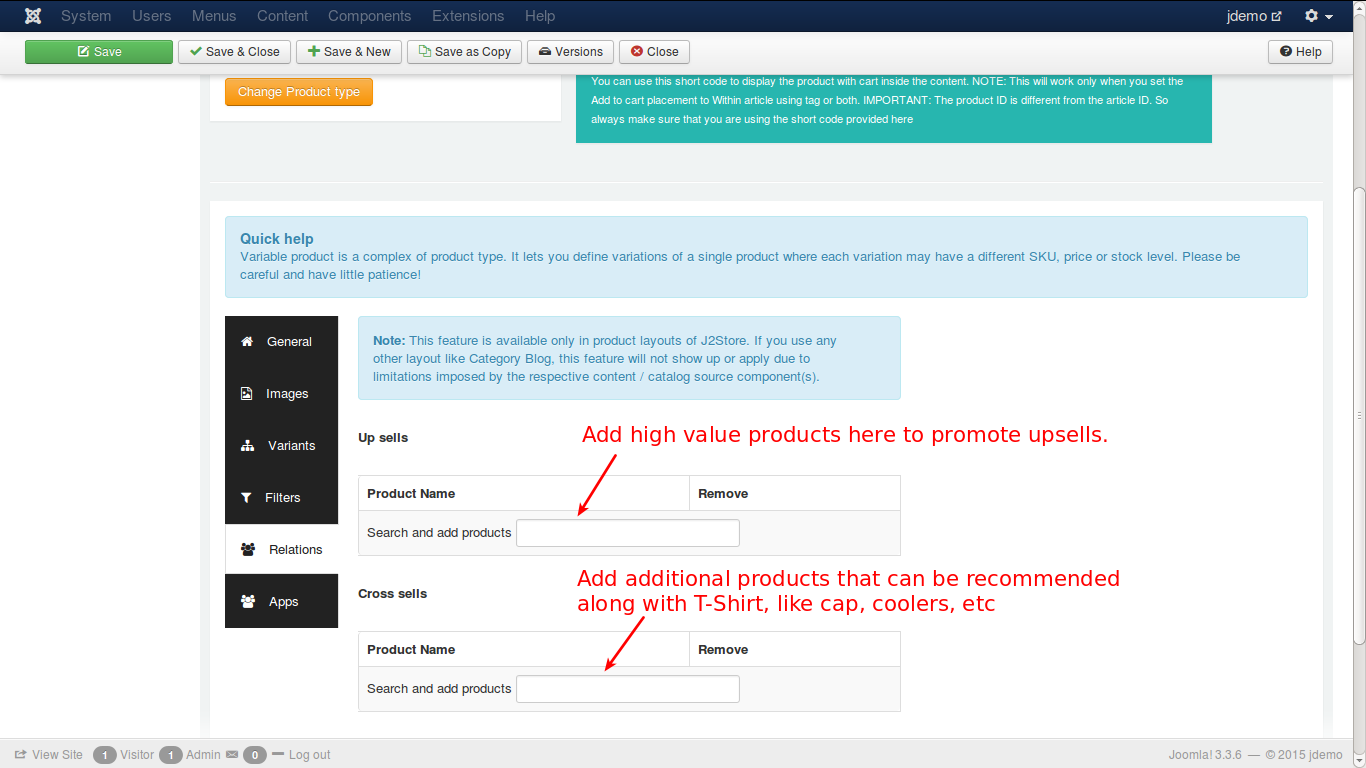 System Users Menus Content Components Extensions Help jdemo
Save Save & Close Save & New Save as Copy Versions Close Help
Change Product type
You can use this short code to display the product with cart inside the content. NOTE: This will work only when you set the
Add to cart placement to Within article using tag or both. IMPORTANT: The product ID is different from the article ID. So
always make sure that you are using the short code provided here
Quick help
Variable product is a complex of product type. It lets you define variations of a single product where each variation may have a different SKU, price or stock level. Please be
careful and have little patience!
General
Images
Variants
Filters
Relations
Apps
Note: This feature is available only in product layouts of J2Store. If you use any
other layout like Category Blog, this feature will not show up or apply due to
limitations imposed by the respective content / catalog source component(s).
Up sells
Add high value products here to promote upsells.
Product Name Remove
Search and add products
Cross sells
Add additional products that can be recommended
along with T-Shirt, like cap, coolers, etc
Product Name Remove
Search and add products
View Site 1 Visitor 1 Admin 0 Log out Joomla! 3.3.6 — © 2015 jdemo